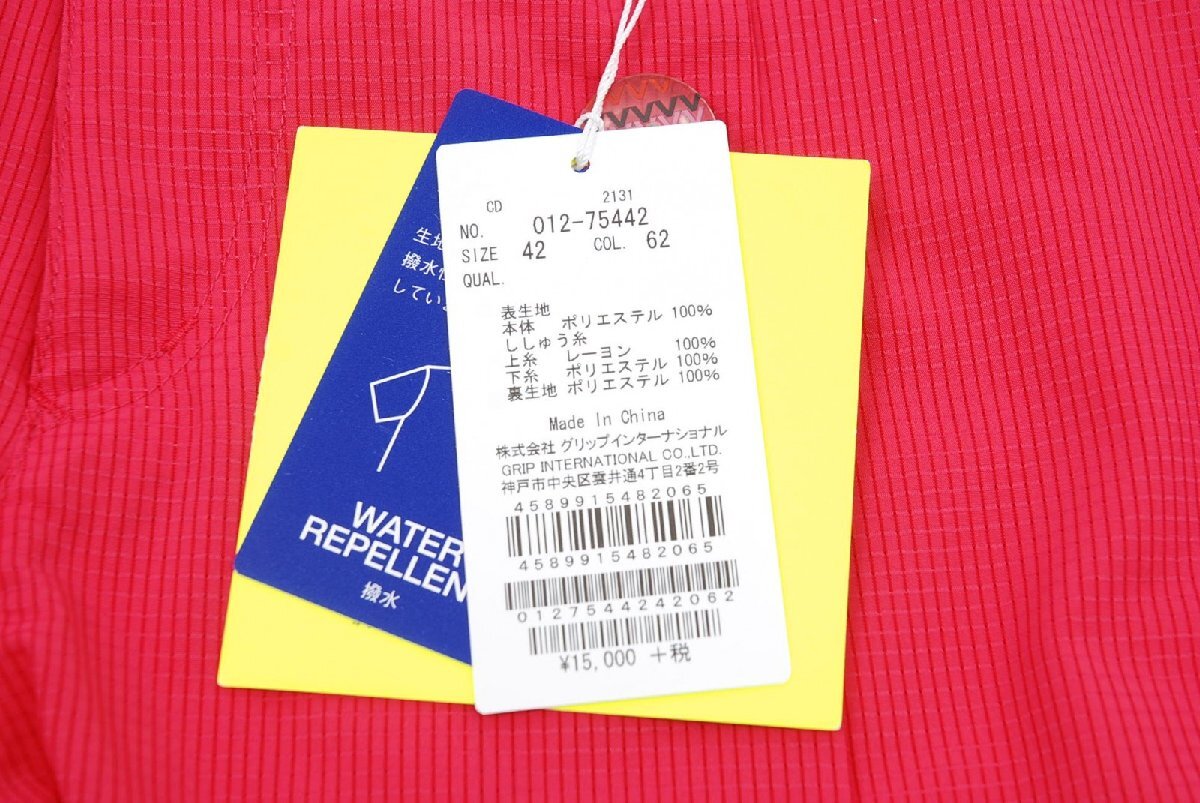 CD 2131
NO. 012-75442
SIZE 42 COL. 62
QUAL.
表生地
本体 ポリエステル 100%
ししゅう糸
上糸 レーヨン 100%
下糸 ポリエステル 100%
裏生地 ポリエステル 100%
Made In China
株式会社 グリップインターナショナル
GRIP INTERNATIONAL CO.,LTD.
神戸市中央区雲井通4丁目2番2号
4589915482065
4589915482065
0127544242062
¥15,000 +税
生地
撥水性
してい
WATER
REPELLEN
撥水